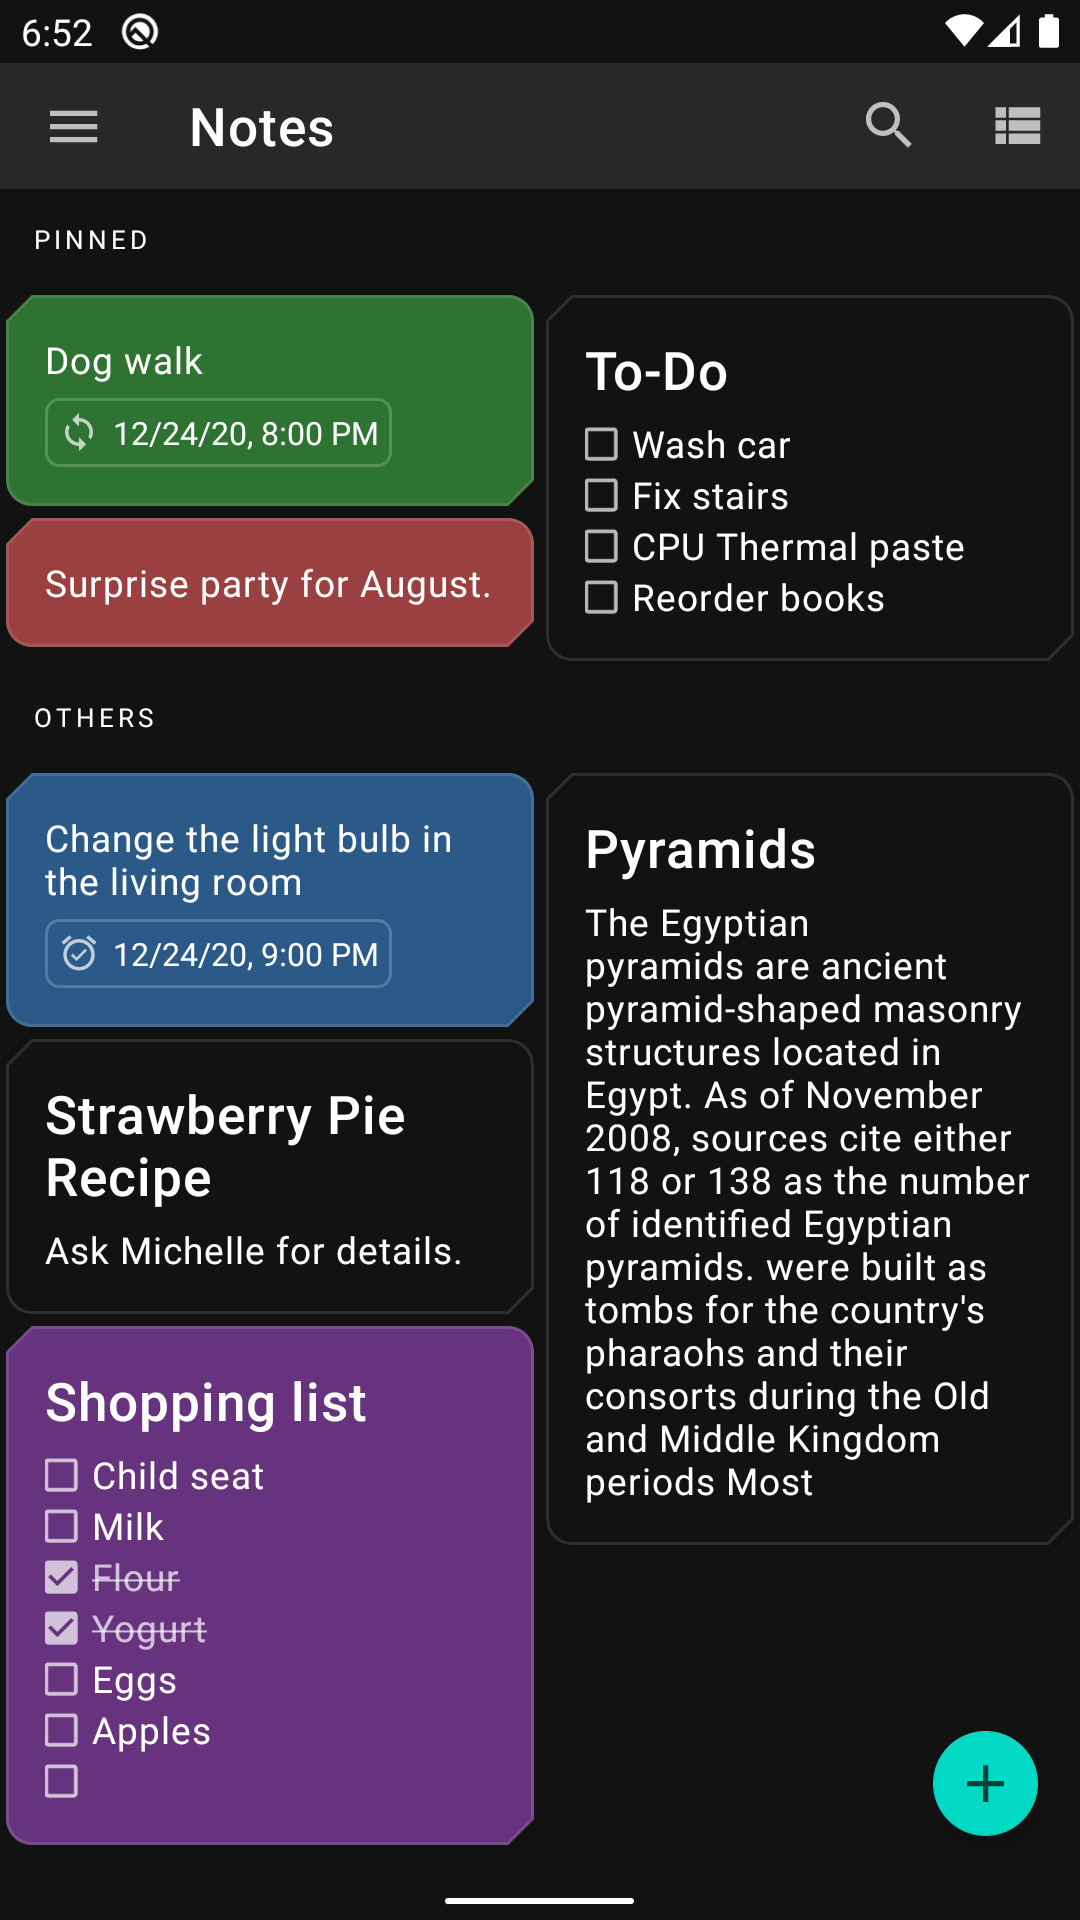 6:52
Notes
PINNED
Dog walk
12/24/20, 8:00 PM
Surprise party for August.
To-Do
Wash car
Fix stairs
CPU Thermal paste
Reorder books
OTHERS
Change the light bulb in
the living room
12/24/20, 9:00 PM
Strawberry Pie
Recipe
Ask Michelle for details.
Shopping list
Child seat
Milk
Flour
Yogurt
Eggs
Apples
Pyramids
The Egyptian
pyramids are ancient
pyramid-shaped masonry
structures located in
Egypt. As of November
2008, sources cite either
118 or 138 as the number
of identified Egyptian
pyramids. were built as
tombs for the country's
pharaohs and their
consorts during the Old
and Middle Kingdom
periods Most